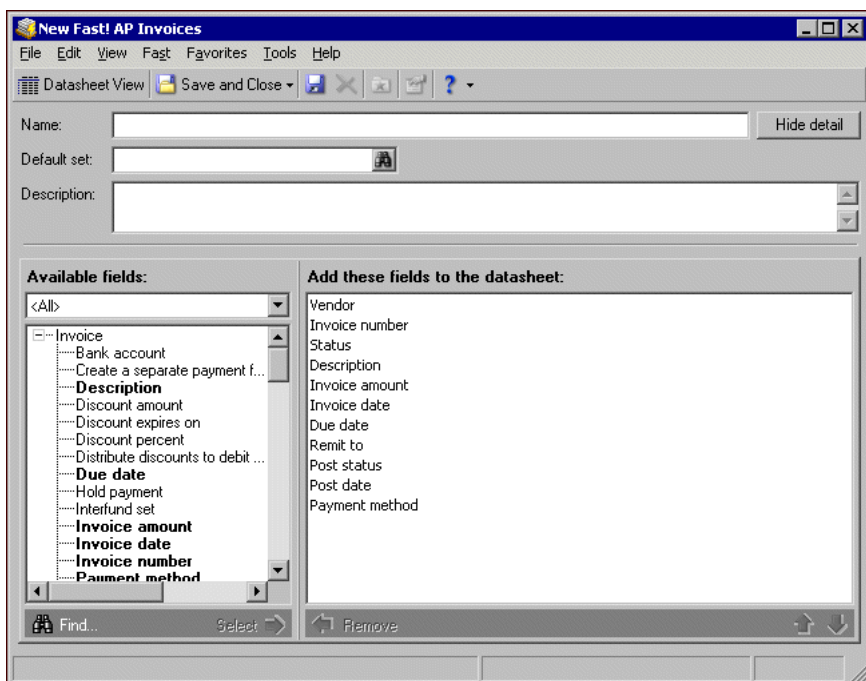 New Fast! AP Invoices
File Edit View Fast Favorites Tools Help
Datasheet View Save and Close ?
Name: Hide detail
Default set:
Description:
Available fields: Add these fields to the datasheet:
<All>
Invoice
Bank account
Create a separate payment f...
Description
Discount amount
Discount expires on
Discount percent
Distribute discounts to debit ...
Due date
Hold payment
Interfund set
Invoice amount
Invoice date
Invoice number
Payment method
Vendor
Invoice number
Status
Description
Invoice amount
Invoice date
Due date
Remit to
Post status
Post date
Payment method
Find... Select Remove